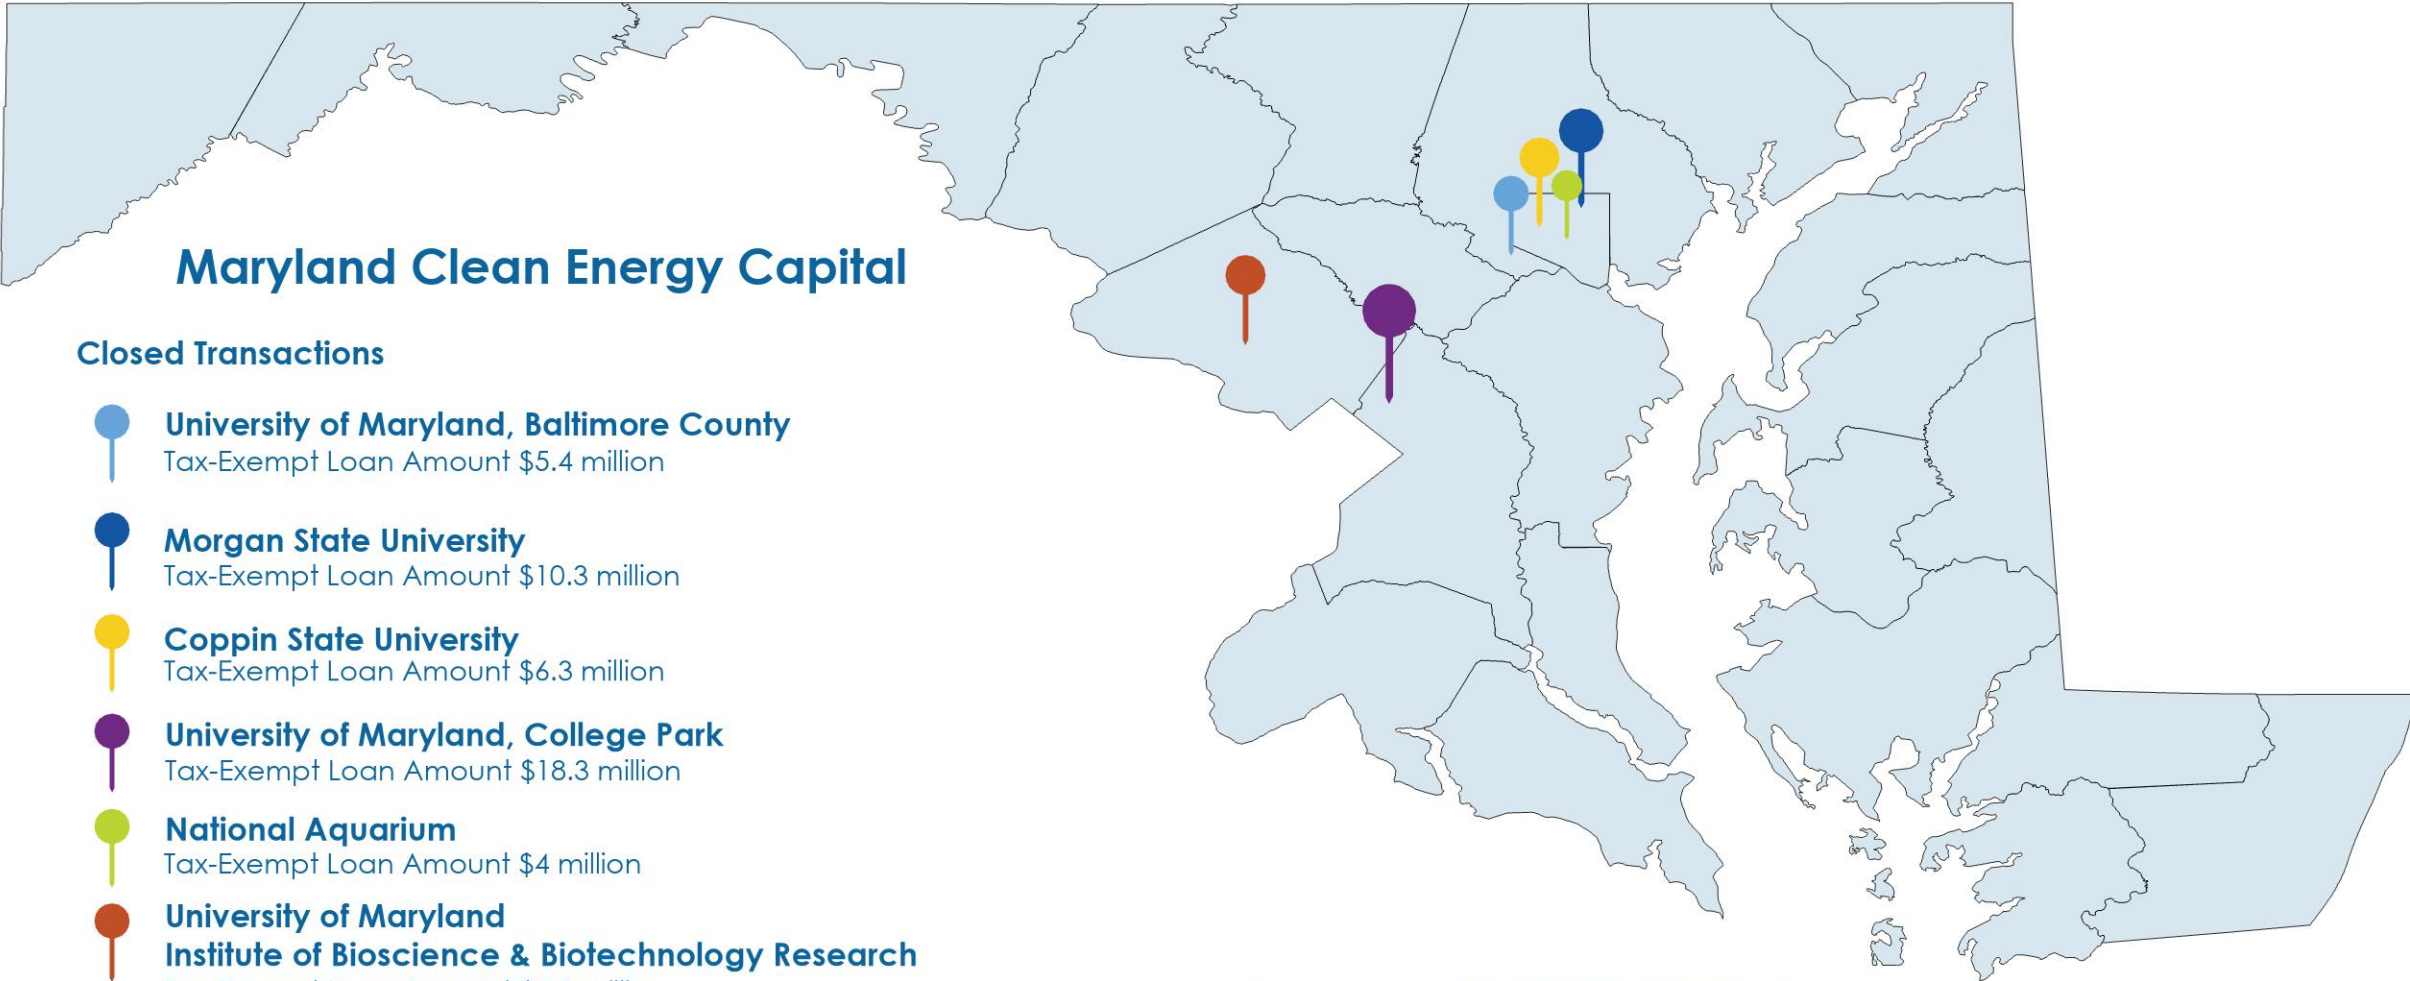 Maryland Clean Energy Capital
Closed Transactions
University of Maryland, Baltimore County
Tax-Exempt Loan Amount $5.4 million
Morgan State University
Tax-Exempt Loan Amount $10.3 million
Coppin State University
Tax-Exempt Loan Amount $6.3 million
University of Maryland, College Park
Tax-Exempt Loan Amount $18.3 million
National Aquarium
Tax-Exempt Loan Amount $4 million
University of Maryland
Institute of Bioscience & Biotechnology Research